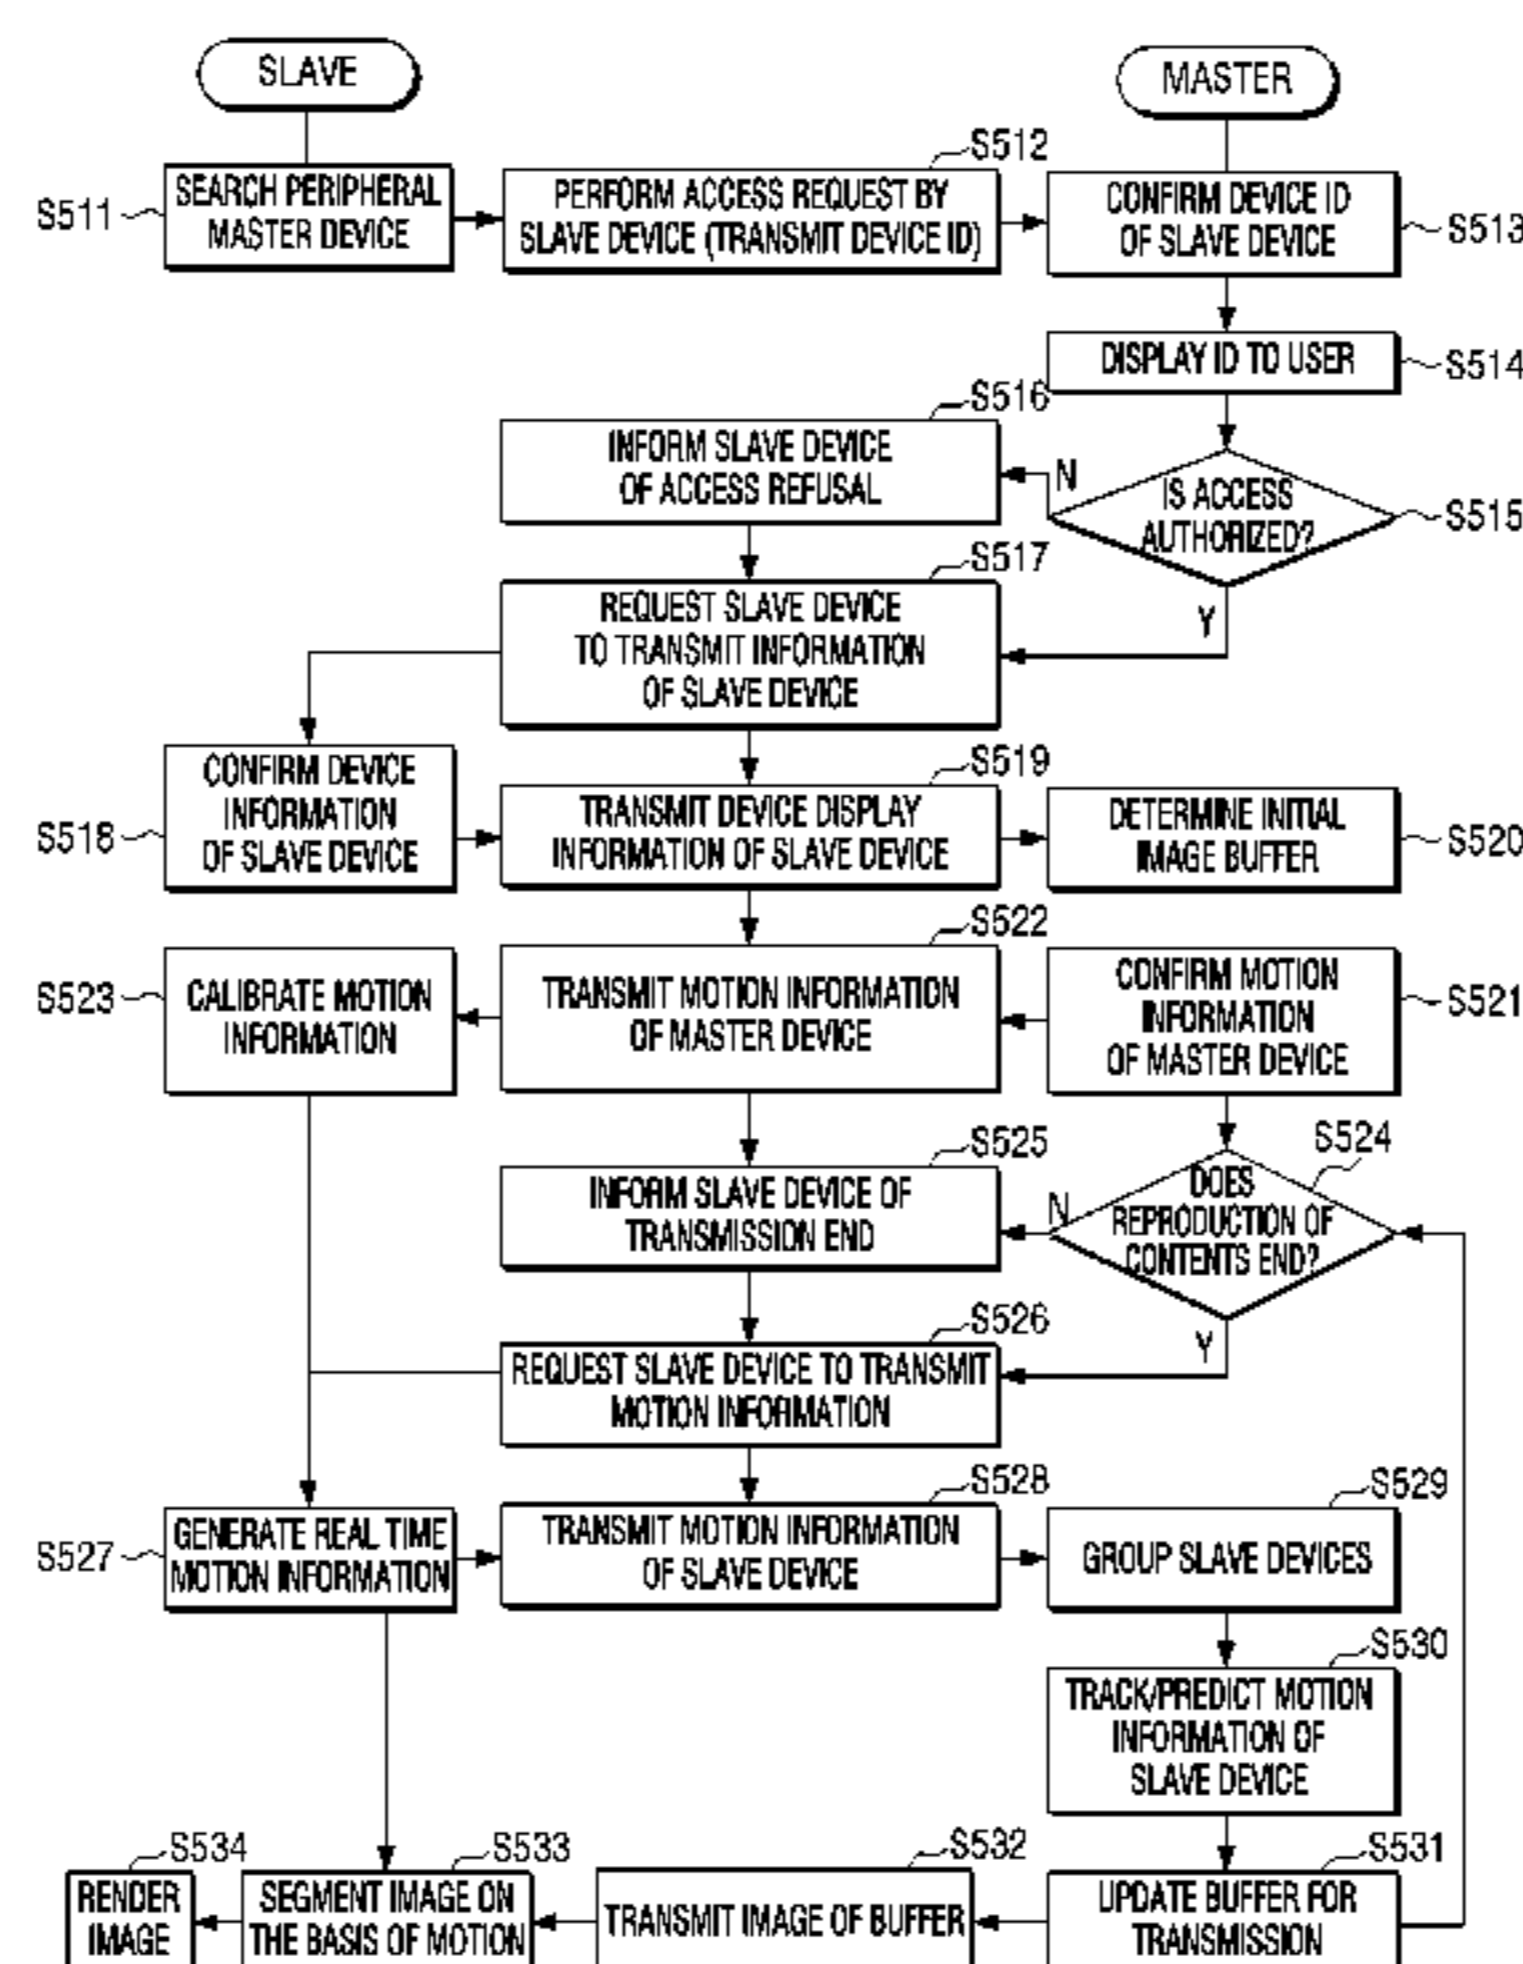 SLAVE
MASTER
S511
SEARCH PERIPHERAL
MASTER DEVICE
S512
PERFORM ACCESS REQUEST BY
SLAVE DEVICE (TRANSMIT DEVICE ID)
CONFIRM DEVICE ID
OF SLAVE DEVICE
S513
DISPLAY ID TO USER
S514
S516
INFORM SLAVE DEVICE
OF ACCESS REFUSAL
N
IS ACCESS
AUTHORIZED?
S515
Y
S517
REQUEST SLAVE DEVICE
TO TRANSMIT INFORMATION
OF SLAVE DEVICE
S518
CONFIRM DEVICE
INFORMATION
OF SLAVE DEVICE
S519
TRANSMIT DEVICE DISPLAY
INFORMATION OF SLAVE DEVICE
DETERMINE INITIAL
IMAGE BUFFER
S520
S523
CALIBRATE MOTION
INFORMATION
S522
TRANSMIT MOTION INFORMATION
OF MASTER DEVICE
CONFIRM MOTION
INFORMATION
OF MASTER DEVICE
S521
S525
INFORM SLAVE DEVICE OF
TRANSMISSION END
N
S524
DOES
REPRODUCTION OF
CONTENTS END?
Y
S526
REQUEST SLAVE DEVICE TO TRANSMIT
MOTION INFORMATION
S527
GENERATE REAL TIME
MOTION INFORMATION
S528
TRANSMIT MOTION INFORMATION
OF SLAVE DEVICE
S529
GROUP SLAVE DEVICES
S530
TRACK/PREDICT MOTION
INFORMATION OF
SLAVE DEVICE
S534
RENDER
IMAGE
S533
SEGMENT IMAGE ON
THE BASIS OF MOTION
S532
TRANSMIT IMAGE OF BUFFER
S531
UPDATE BUFFER FOR
TRANSMISSION